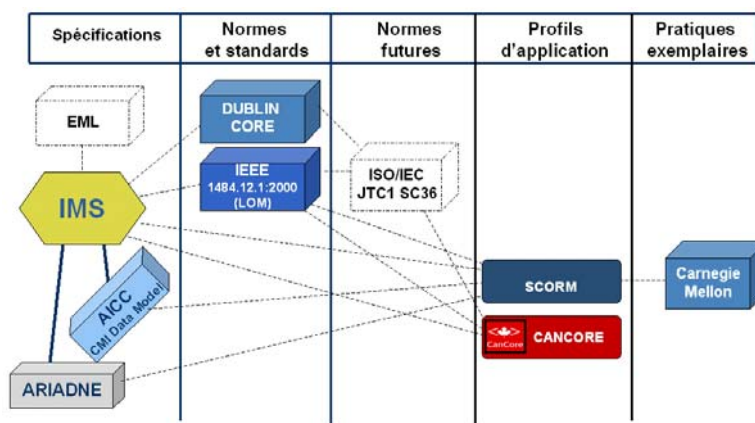 Spécifications
Normes
et standards
Normes
futures
Profils
d'application
Pratiques
exemplaires
EML
DUBLIN
CORE
IEEE
1484.12.1:2000
(LOM)
ISO/IEC
JTC1 SC36
IMS
AICC
CMI Data Model
SCORM
Carnegie
Mellon
CanCore
CANCORE
ARIADNE